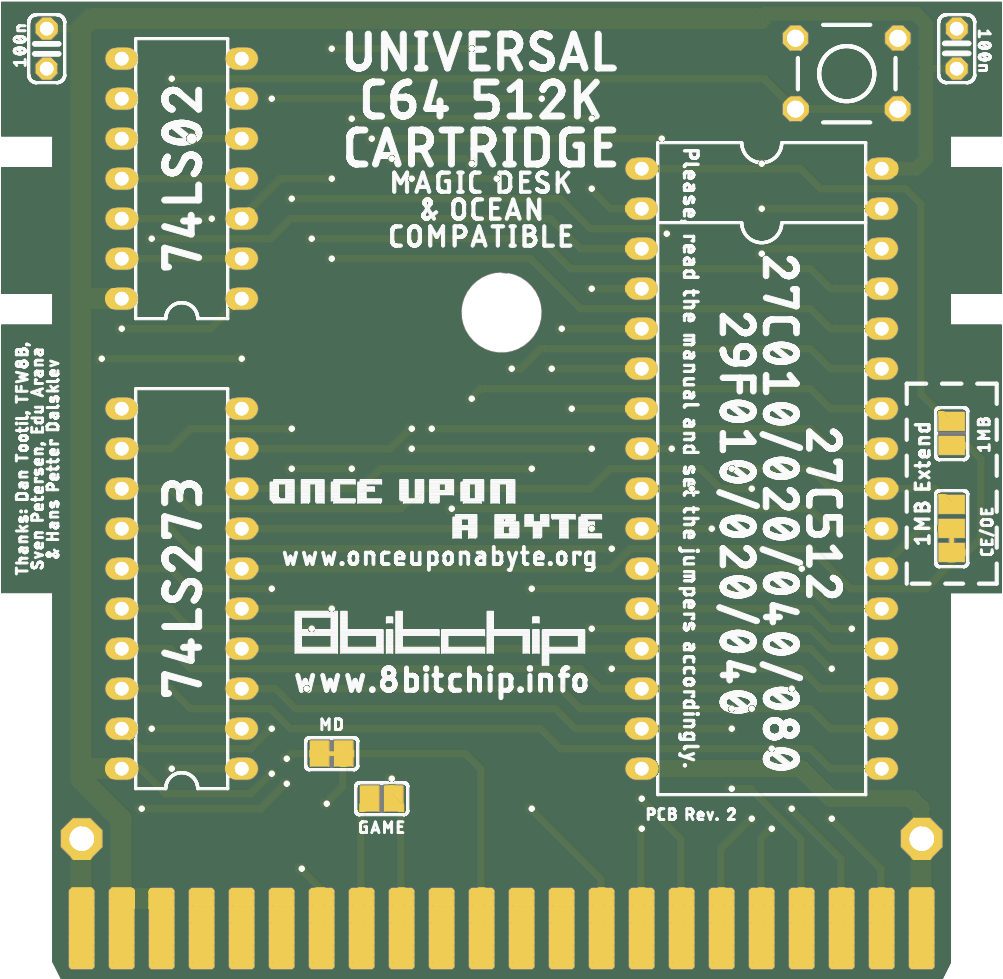 100n
UNIVERSAL
C64 512K
CARTRIDGE
MAGIC DESK
& OCEAN
COMPATIBLE
100n
74LS02
Please, read the manual and set the jumpers accordingly.
27C512
27C010/020/040/080
29F010/020/040
Thanks: Dan Tootil, TFW8B,
Sven Petersen, Edu Arana
& Hans Petter Dalsklev
74LS273
1MB Extend
1MB
CE/OE
ONCE UPON
A BYTE
www.onceuponabyte.org
8bitchip
www.8bitchip.info
MD
GAME
PCB Rev. 2